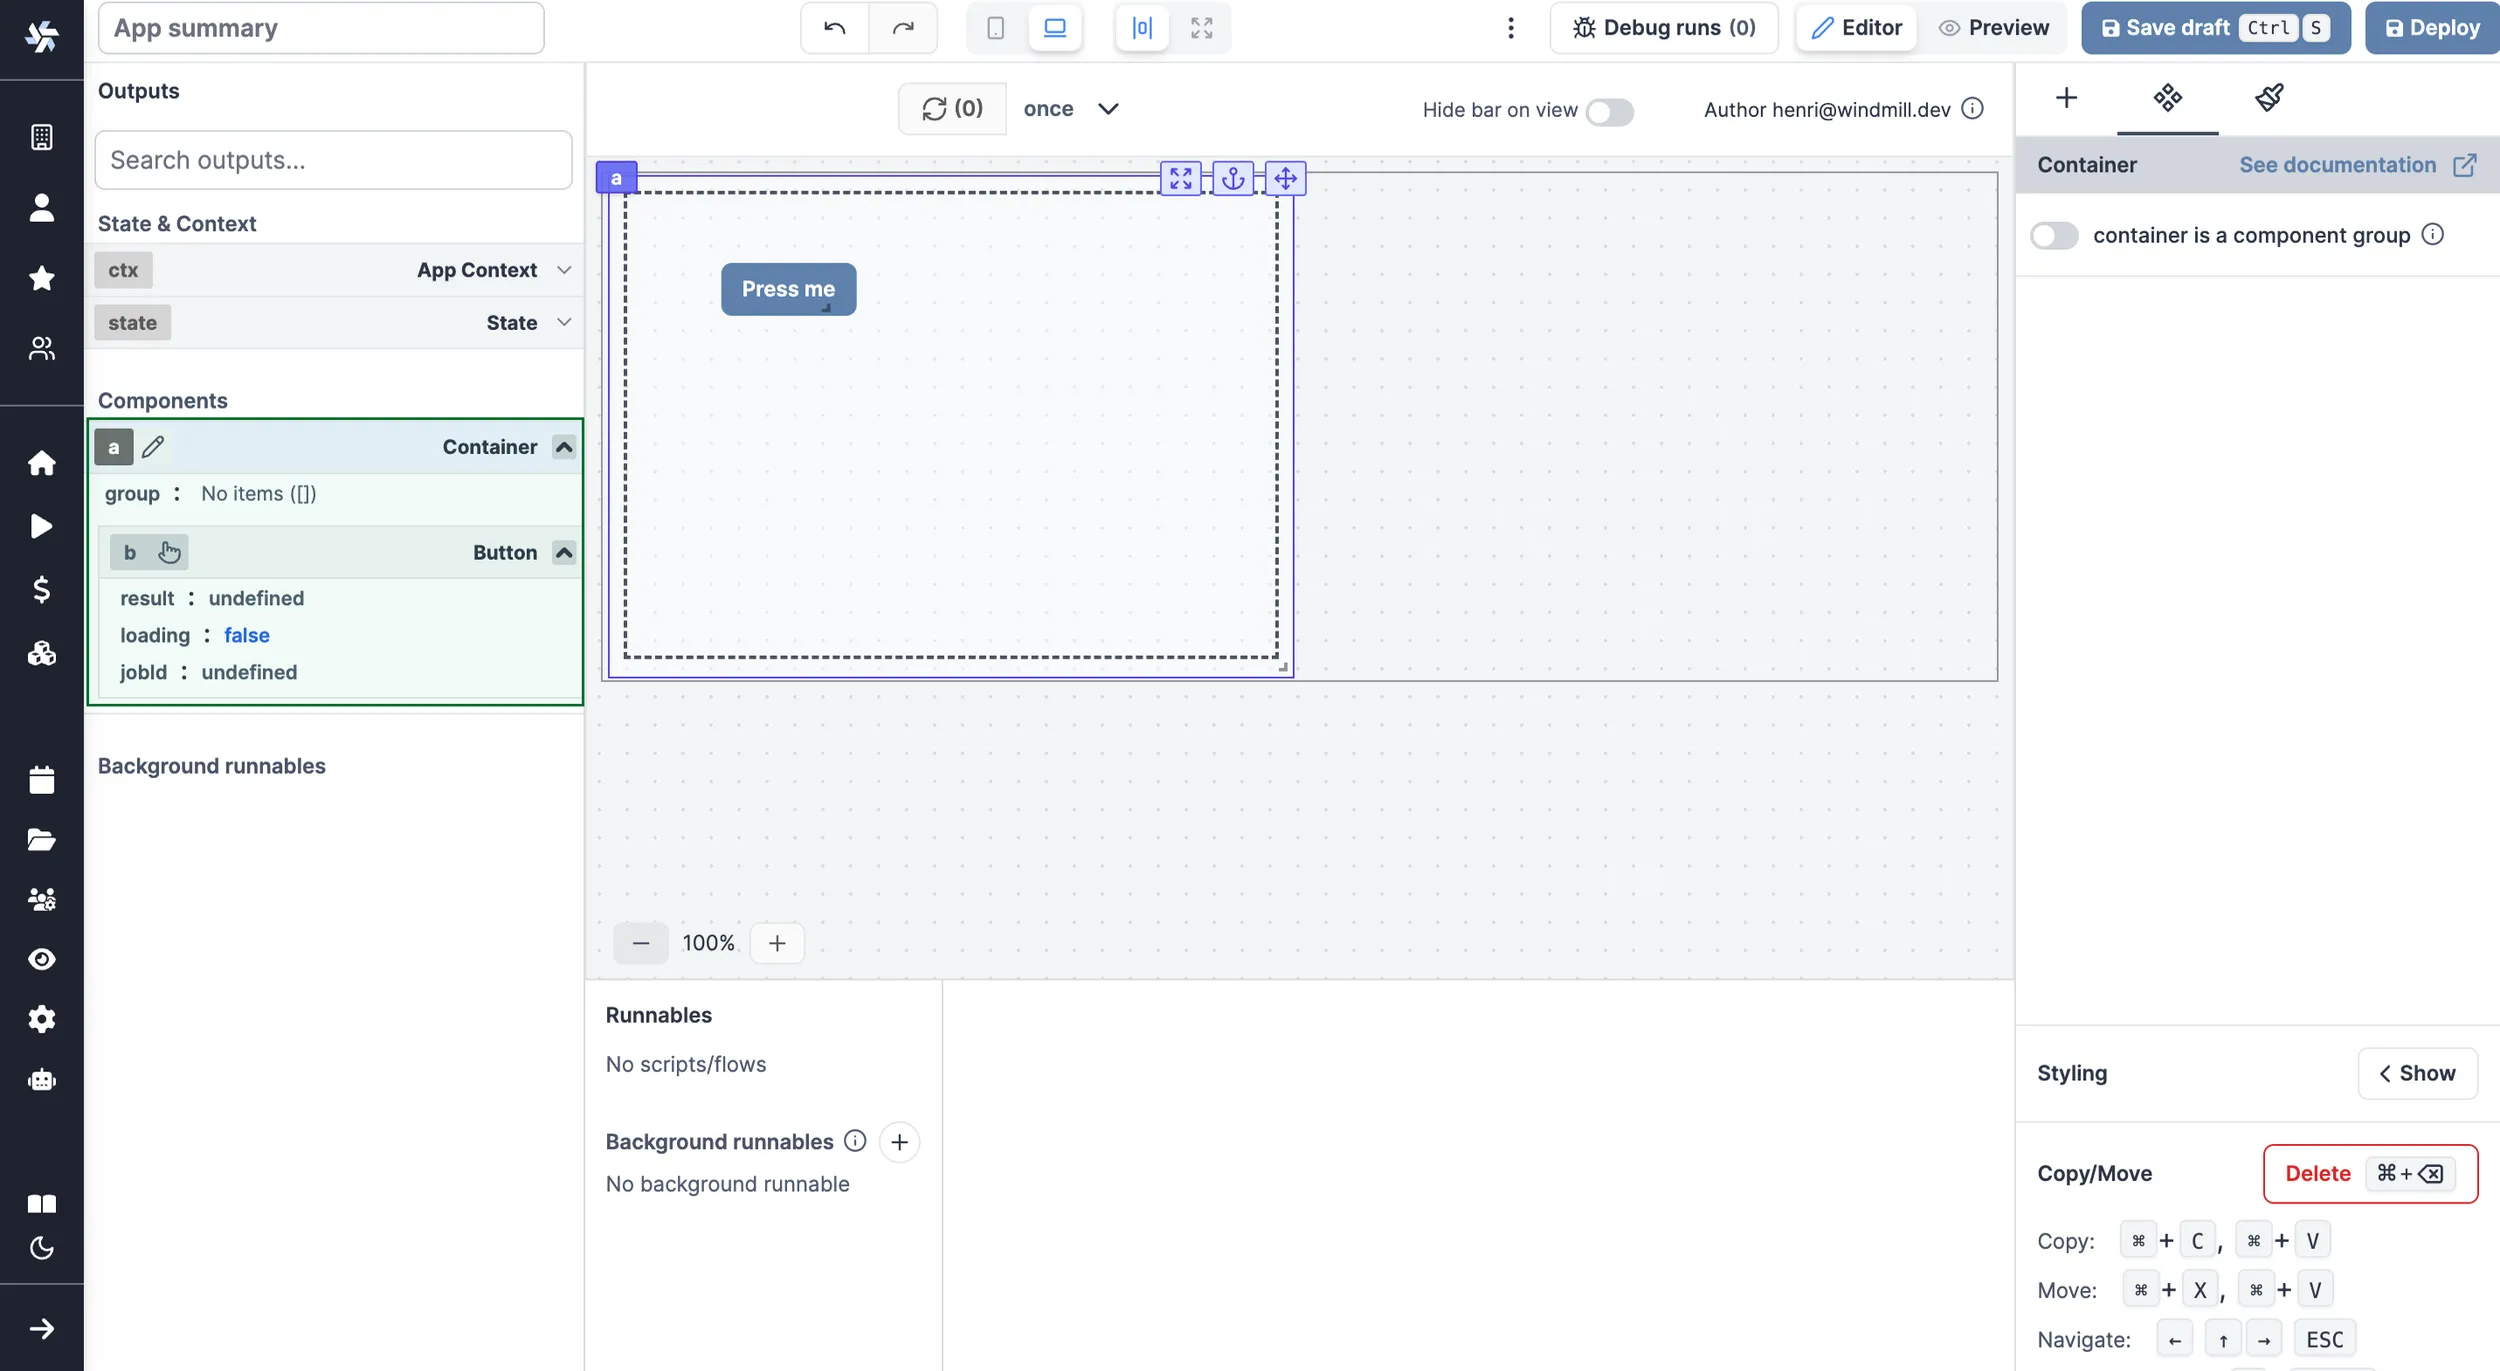 App summary
Debug runs (0)
Editor
Preview
Save draft Ctrl S
Deploy
Outputs
Search outputs...
State & Context
ctx App Context
state State
Components
a Container
group : No items ([])
b Button
result : undefined
loading : false
jobId : undefined
Background runnables
(0) once
Hide bar on view
Author henri@windmill.dev
a
Press me
100%
Runnables
No scripts/flows
Background runnables
No background runnable
Container See documentation
container is a component group
Styling Show
Copy/Move Delete ⌘+⌫
Copy: ⌘ + C, ⌘ + V
Move: ⌘ + X, ⌘ + V
Navigate: ← ↑ → ESC